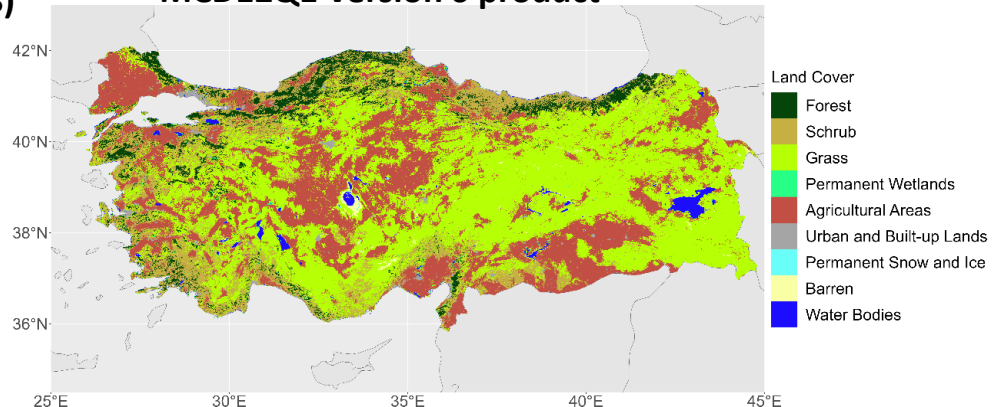 Land Cover
Forest
Schrub
Grass
Permanent Wetlands
Agricultural Areas
Urban and Built-up Lands
Permanent Snow and Ice
Barren
Water Bodies
42°N
40°N
38°N
36°N
25°E
30°E
35°E
40°E
45°E